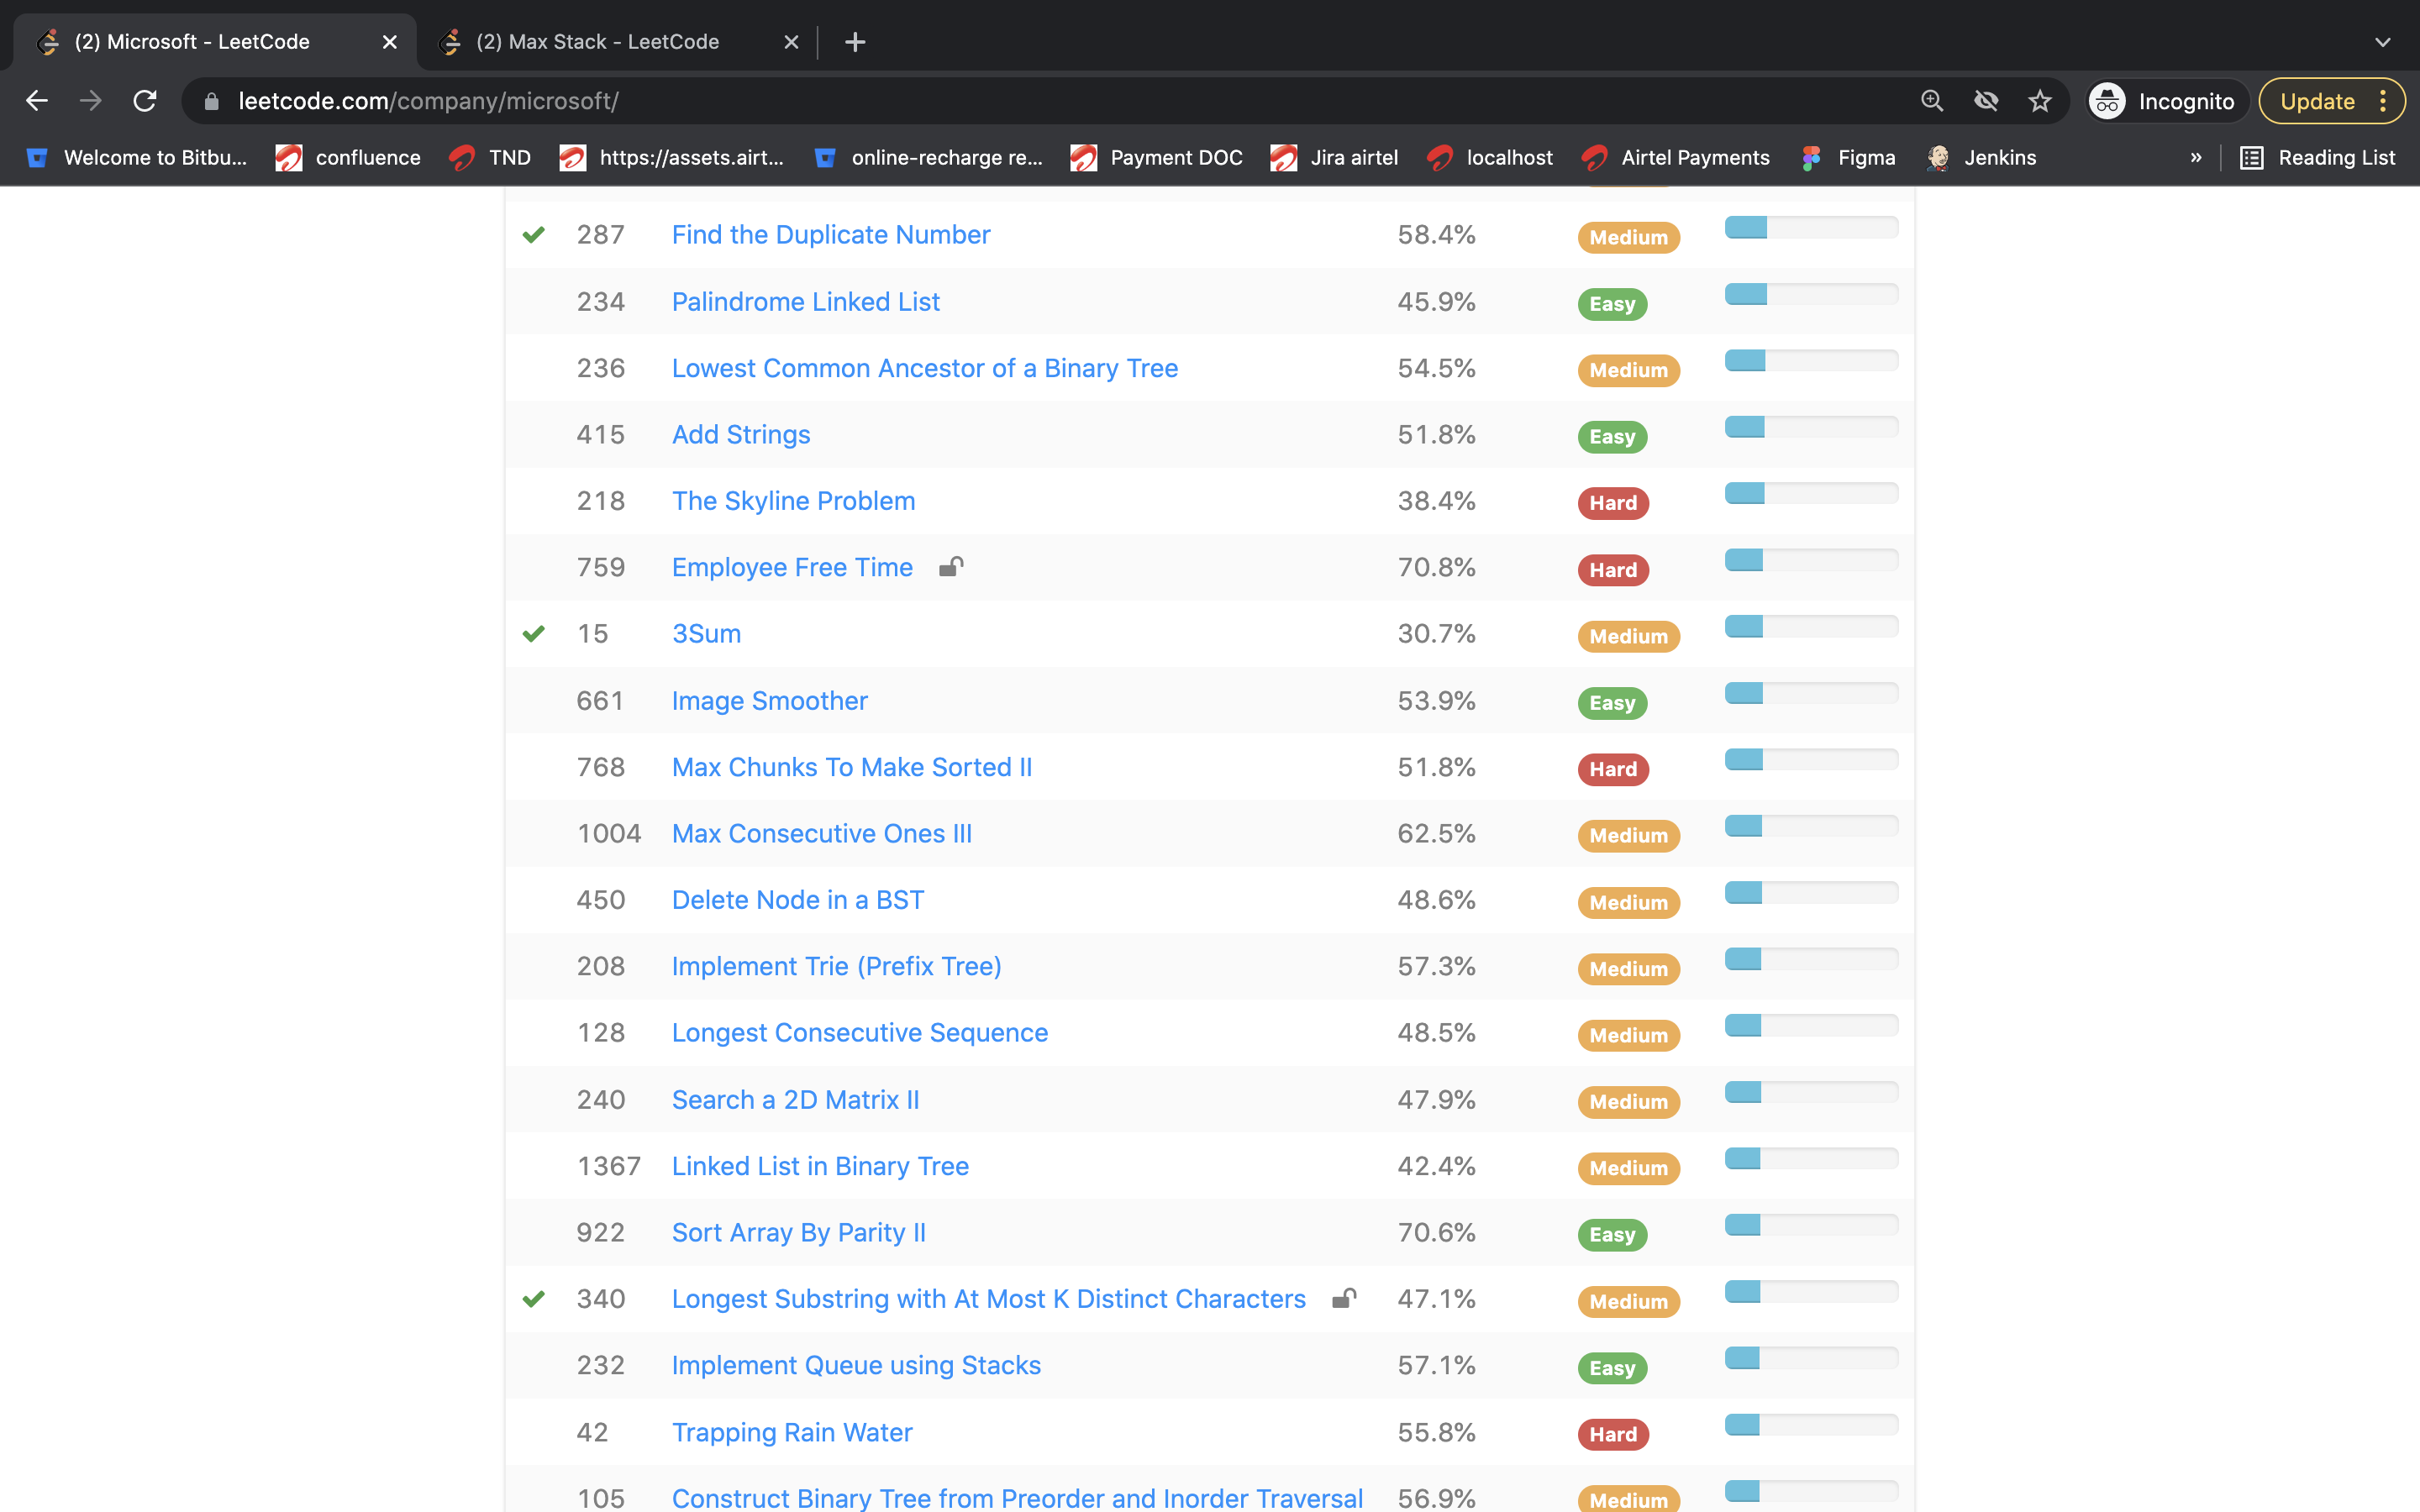 (2) Microsoft - LeetCode
(2) Max Stack - LeetCode
leetcode.com/company/microsoft/
Incognito
Update
Welcome to Bitbu...
confluence
TND
https://assets.airt...
online-recharge re...
Payment DOC
Jira airtel
localhost
Airtel Payments
Figma
Jenkins
»
Reading List
287 Find the Duplicate Number 58.4% Medium
234 Palindrome Linked List 45.9% Easy
236 Lowest Common Ancestor of a Binary Tree 54.5% Medium
415 Add Strings 51.8% Easy
218 The Skyline Problem 38.4% Hard
759 Employee Free Time 70.8% Hard
15 3Sum 30.7% Medium
661 Image Smoother 53.9% Easy
768 Max Chunks To Make Sorted II 51.8% Hard
1004 Max Consecutive Ones III 62.5% Medium
450 Delete Node in a BST 48.6% Medium
208 Implement Trie (Prefix Tree) 57.3% Medium
128 Longest Consecutive Sequence 48.5% Medium
240 Search a 2D Matrix II 47.9% Medium
1367 Linked List in Binary Tree 42.4% Medium
922 Sort Array By Parity II 70.6% Easy
340 Longest Substring with At Most K Distinct Characters 47.1% Medium
232 Implement Queue using Stacks 57.1% Easy
42 Trapping Rain Water 55.8% Hard
105 Construct Binary Tree from Preorder and Inorder Traversal 56.9% Medium